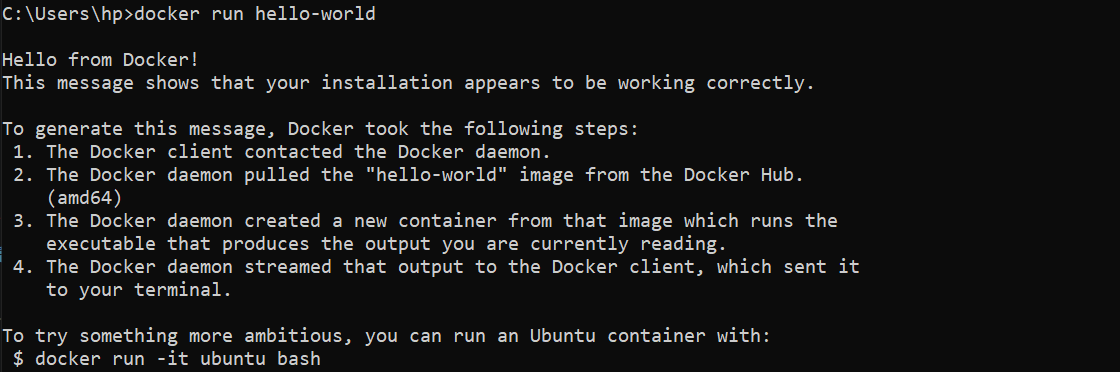 C:\Users\hp>docker run hello-world
Hello from Docker!
This message shows that your installation appears to be working correctly.
To generate this message, Docker took the following steps:
1. The Docker client contacted the Docker daemon.
2. The Docker daemon pulled the "hello-world" image from the Docker Hub.
(amd64)
3. The Docker daemon created a new container from that image which runs the
executable that produces the output you are currently reading.
4. The Docker daemon streamed that output to the Docker client, which sent it
to your terminal.
To try something more ambitious, you can run an Ubuntu container with:
$ docker run -it ubuntu bash